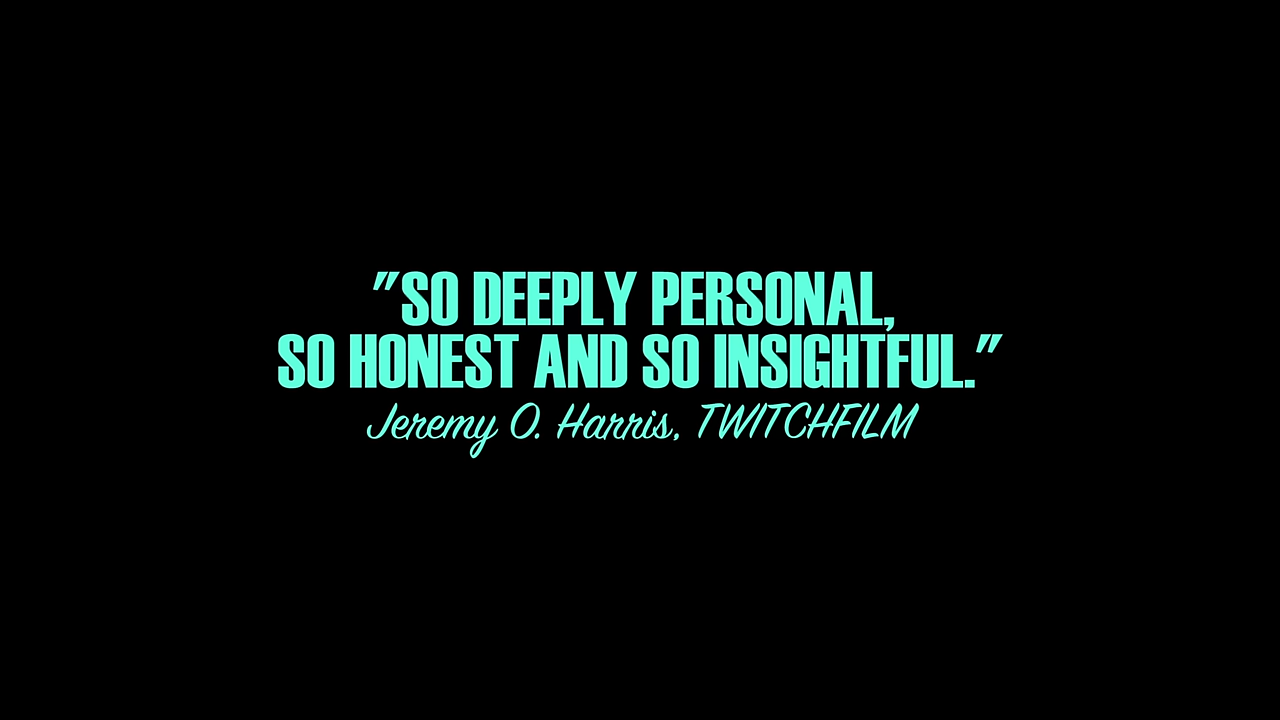 "SO DEEPLY PERSONAL,
SO HONEST AND SO INSIGHTFUL."
Jeremy O. Harris, TWITCHFILM